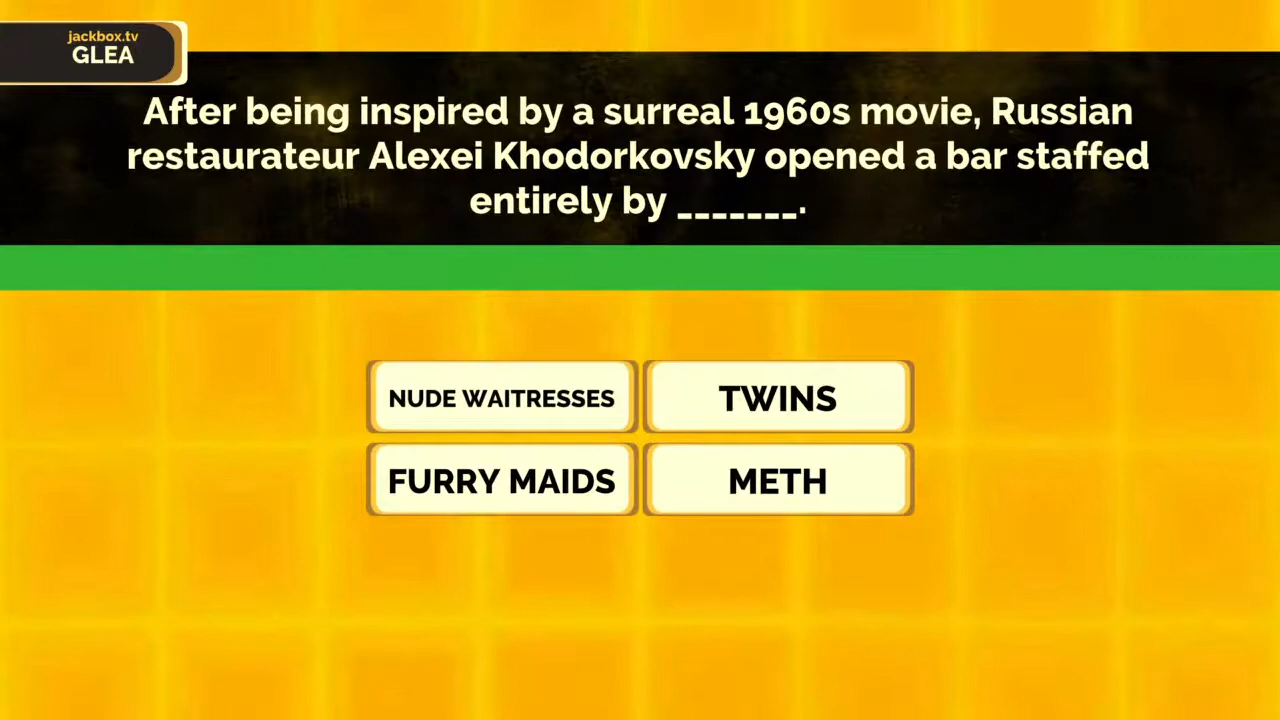 jackbox.tv
GLEA
After being inspired by a surreal 1960s movie, Russian
restaurateur Alexei Khodorkovsky opened a bar staffed
entirely by _______.
NUDE WAITRESSES
TWINS
FURRY MAIDS
METH